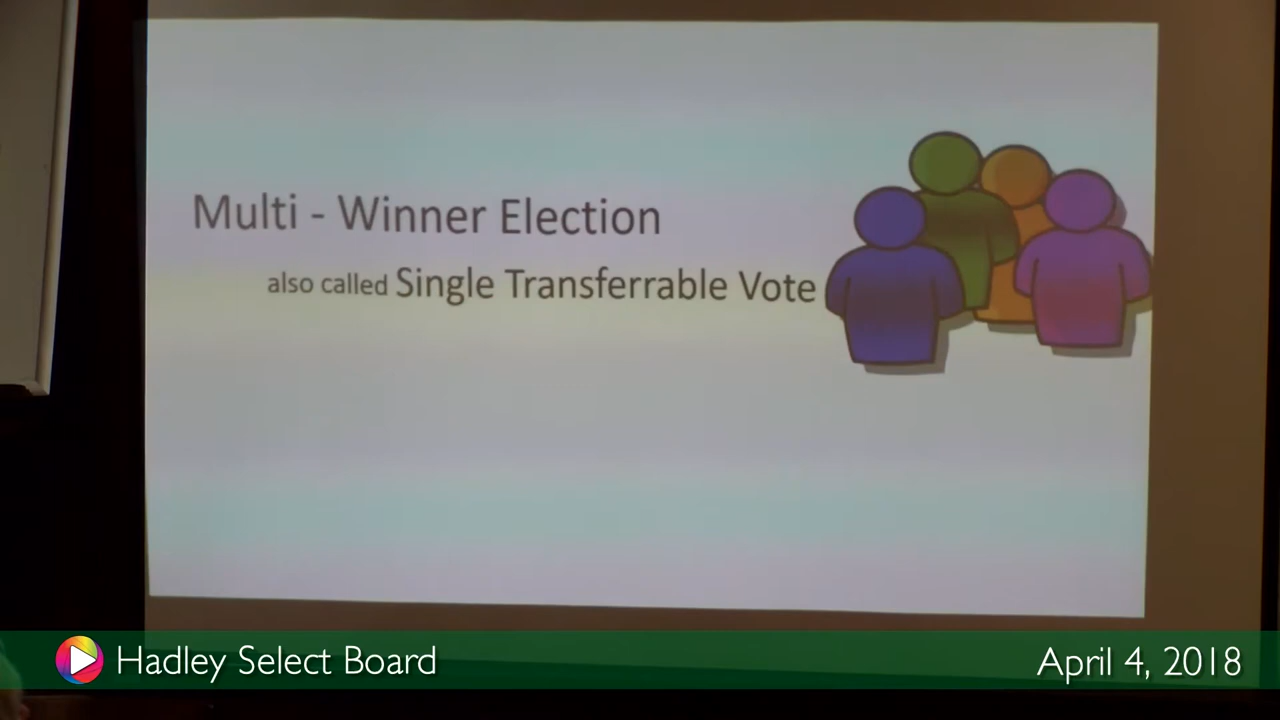 Multi - Winner Election
also called Single Transferrable Vote
Hadley Select Board
April 4, 2018